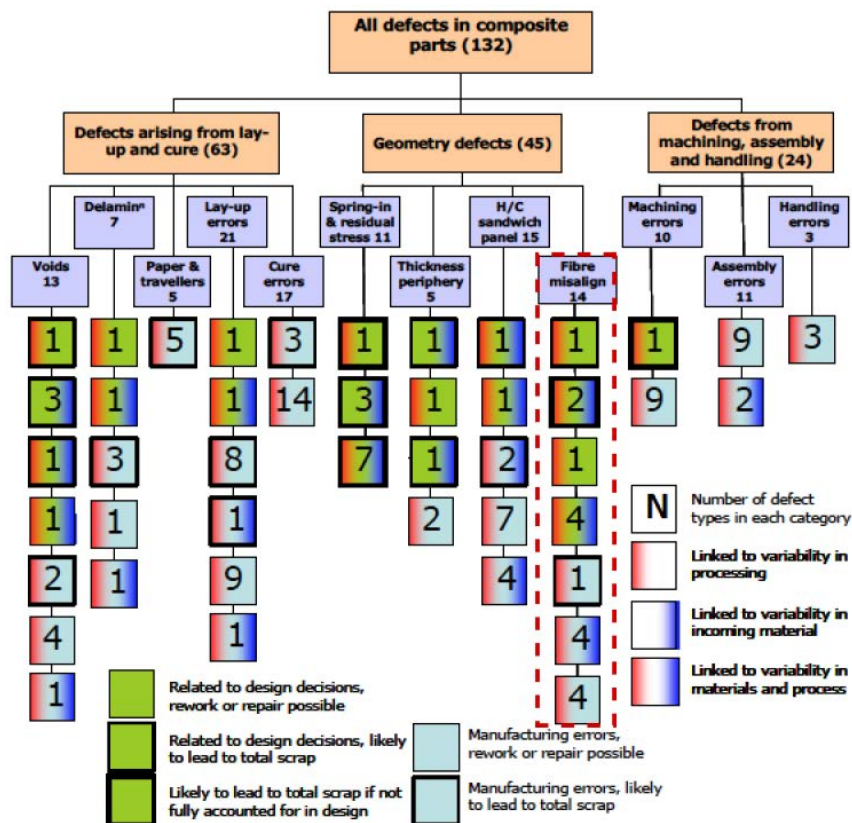 All defects in composite
parts (132)
Defects arising from lay-
up and cure (63)
Geometry defects (45)
Defects from
machining, assembly
and handling (24)
Delaminⁿ
7
Lay-up
errors
21
Spring-in
& residual
stress 11
H/C
sandwich
panel 15
Machining
errors
10
Handling
errors
3
Voids
13
Paper &
travellers
5
Cure
errors
17
Thickness
periphery
5
Fibre
misalign
14
Assembly
errors
11
1 1 5 1 3 1 1 1 1 1 9 3
3 1 1 14 3 1 1 2 9 2
1 3 8 7 1 2 1
1 1 1 2 7 4
2 1 9 4 1
4 1 4
1 4
N
Number of defect
types in each category
Linked to variability in
processing
Linked to variability in
incoming material
Linked to variability in
materials and process
Related to design decisions,
rework or repair possible
Related to design decisions, likely
to lead to total scrap
Likely to lead to total scrap if not
fully accounted for in design
Manufacturing errors,
rework or repair possible
Manufacturing errors, likely
to lead to total scrap